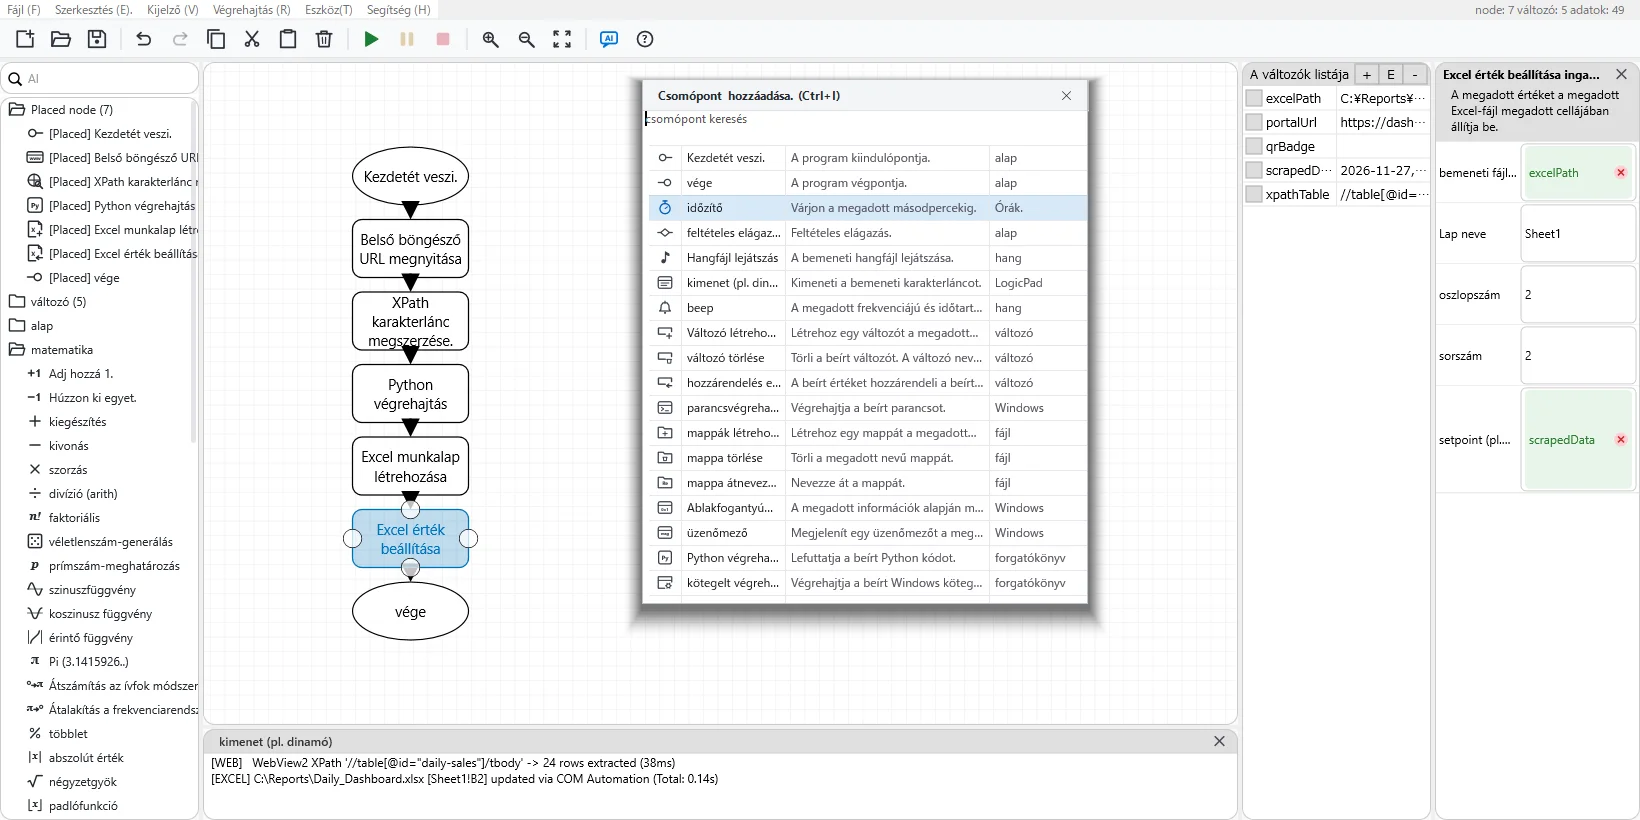 Fájl (F) Szerkesztés (E). Kijelző (V) Végrehajtás (R) Eszköz(T) Segítség (H)
node: 7 változó: 5 adatok: 49
AI
AI
Placed node (7)
[Placed] Kezdetét veszi.
[Placed] Belső böngésző URL
[Placed] XPath karakterlánc
[Placed] Python végrehajtás
[Placed] Excel munkalap létre
[Placed] Excel érték beállítás
[Placed] vége
változó (5)
alap
matematika
+1 Adj hozzá 1.
−1 Húzzon ki egyet.
kiegészítés
kivonás
szorzás
divízió (arith)
n! faktoriális
véletlenszám-generálás
p prímszám-meghatározás
szinuszfüggvény
koszinusz függvény
érintő függvény
π Pi (3.1415926..)
Átszámítás az ívfok módszer
Átalakítás a frekvenciarendsz
% többlet
|x| abszolút érték
négyzetgyök
padlófunkció
Kezdetét veszi.
Belső böngésző
URL megnyitása
XPath
karakterlánc
megszerzése.
Python
végrehajtás
Excel munkalap
létrehozása
Excel érték
beállítása
vége
Csomópont hozzáadása. (Ctrl+I)
csomópont keresés
Kezdetét veszi. A program kiindulópontja. alap
vége A program végpontja. alap
időzítő Várjon a megadott másodpercekig. Órák.
feltételes elágaz... Feltételes elágazás. alap
Hangfájl lejátszás A bemeneti hangfájl lejátszása. hang
kimenet (pl. din... Kimeneti a bemeneti karakterláncot. LogicPad
beep A megadott frekvenciájú és időtart... hang
Változó létreho... Létrehoz egy változót a megadott... változó
változó törlése Törli a beírt változót. A változó nev... változó
hozzárendelés e... A beírt értéket hozzárendeli a beírt... változó
parancsvégreha... Végrehajtja a beírt parancsot. Windows
mappák létreho... Létrehoz egy mappát a megadott... fájl
mappa törlése Törli a megadott nevű mappát. fájl
mappa átnevez... Nevezze át a mappát. fájl
Ablakfogantyú... A megadott információk alapján m... Windows
üzenőmező Megjelenít egy üzenőmezőt a meg... Windows
Py Python végreha... Lefuttatja a beírt Python kódot. forgatókönyv
kötegelt végreh... Végrehajtja a beírt Windows köteg... forgatókönyv
kimenet (pl. dinamó)
[WEB] WebView2 XPath '//table[@id="daily-sales"]/tbody' -> 24 rows extracted (38ms)
[EXCEL] C:\Reports\Daily_Dashboard.xlsx [Sheet1!B2] updated via COM Automation (Total: 0.14s)
A változók listája + E -
excelPath C:¥Reports¥···
portalUrl https://dash···
qrBadge
scrapedD··· 2026-11-27,···
xpathTable //table[@id=···
Excel érték beállítása inga...
A megadott értéket a megadott
Excel-fájl megadott cellájában
állítja be.
bemeneti fájl... excelPath
Lap neve Sheet1
oszlopszám 2
sorszám 2
setpoint (pl.... scrapedData